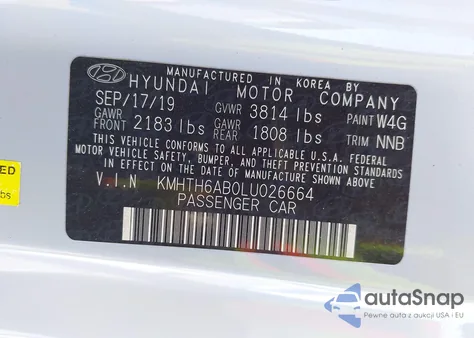 MANUFACTURED IN KOREA BY
HYUNDAI MOTOR COMPANY
SEP/17/19 GVWR 3814 lbs PAINT W4G
GAWR FRONT 2183 lbs GAWR REAR 1808 lbs TRIM NNB
THIS VEHICLE CONFORMS TO ALL APPLICABLE U.S.A. FEDERAL
MOTOR VEHICLE SAFETY, BUMPER, AND THEFT PREVENTION
STANDARDS IN EFFECT ON THE DATE OF MANUFACTURE SHOWN ABOVE.
V.I.N KMHTH6AB0LU026664
PASSENGER CAR
ED
lbs
autoSnap
Pewne auta z aukcji USA i EU